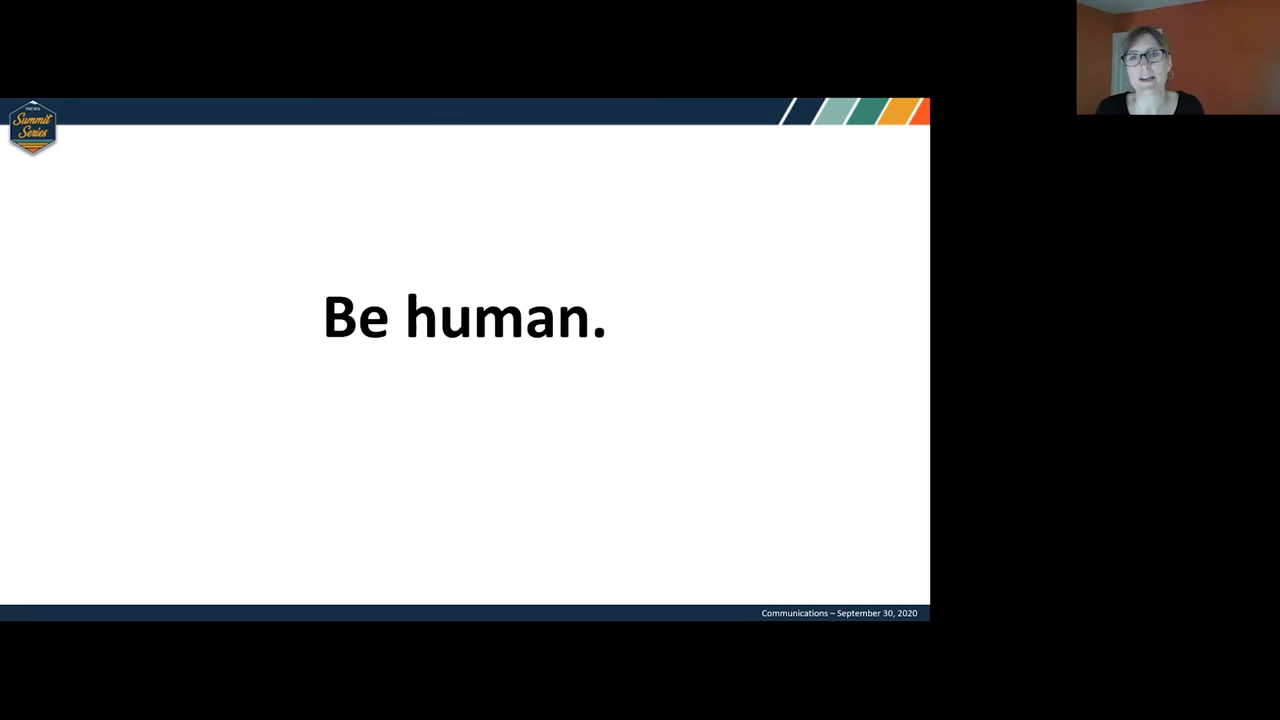 Summit
Series
Be human.
Communications – September 30, 2020